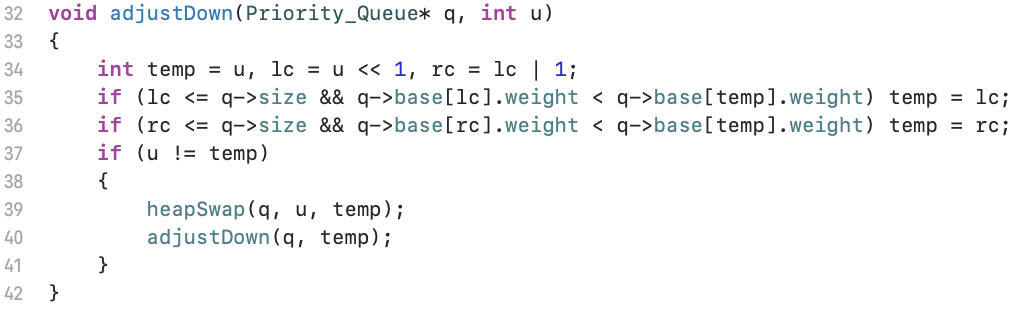 32 void adjustDown(Priority_Queue* q, int u)
33 {
34     int temp = u, lc = u << 1, rc = lc | 1;
35     if (lc <= q->size && q->base[lc].weight < q->base[temp].weight) temp = lc;
36     if (rc <= q->size && q->base[rc].weight < q->base[temp].weight) temp = rc;
37     if (u != temp)
38     {
39         heapSwap(q, u, temp);
40         adjustDown(q, temp);
41     }
42 }